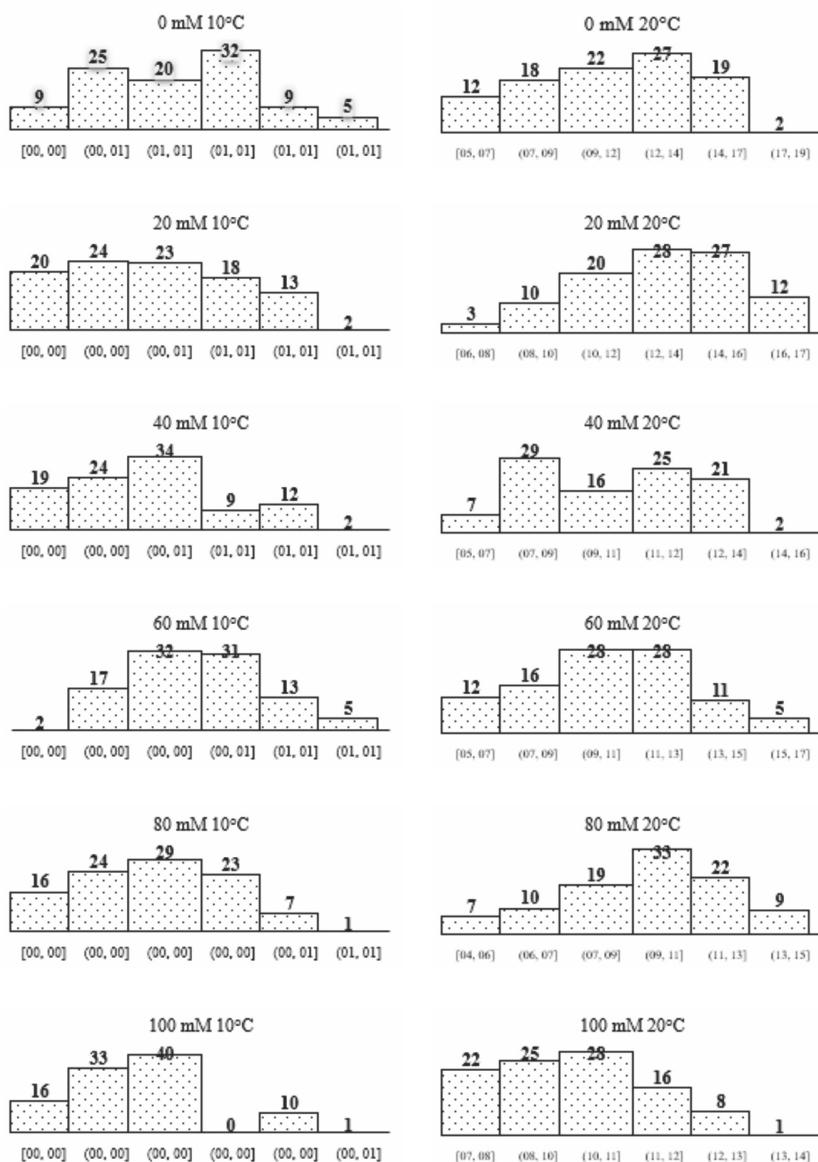 0 mM 10°C
9 25 20 32 9 5
[00, 00] (00, 01] (01, 01] (01, 01] (01, 01] (01, 01]
0 mM 20°C
12 18 22 27 19 2
[05, 07] (07, 09] (09, 12] (12, 14] (14, 17] (17, 19]
20 mM 10°C
20 24 23 18 13 2
[00, 00] (00, 00] (00, 01] (01, 01] (01, 01] (01, 01]
20 mM 20°C
3 10 20 28 27 12
[06, 08] (08, 10] (10, 12] (12, 14] (14, 16] (16, 17]
40 mM 10°C
19 24 34 9 12 2
[00, 00] (00, 00] (00, 01] (01, 01] (01, 01] (01, 01]
40 mM 20°C
7 29 16 25 21 2
[05, 07] (07, 09] (09, 11] (11, 12] (12, 14] (14, 16]
60 mM 10°C
2 17 32 31 13 5
[00, 00] (00, 00] (00, 00] (00, 01] (01, 01] (01, 01]
60 mM 20°C
12 16 28 28 11 5
[05, 07] (07, 09] (09, 11] (11, 13] (13, 15] (15, 17]
80 mM 10°C
16 24 29 23 7 1
[00, 00] (00, 00] (00, 00] (00, 00] (00, 01] (01, 01]
80 mM 20°C
7 10 19 33 22 9
[04, 06] (06, 07] (07, 09] (09, 11] (11, 13] (13, 15]
100 mM 10°C
16 33 40 0 10 1
[00, 00] (00, 00] (00, 00] (00, 00] (00, 00] (00, 01]
100 mM 20°C
22 25 28 16 8 1
[07, 08] (08, 10] (10, 11] (11, 12] (12, 13] (13, 14]